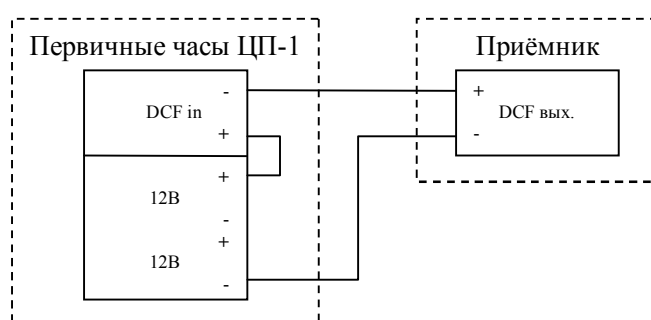 Первичные часы ЦП-1
Приёмник
-
DCF in
+
+
12В
-
+
12В
-
+
DCF вых.
-